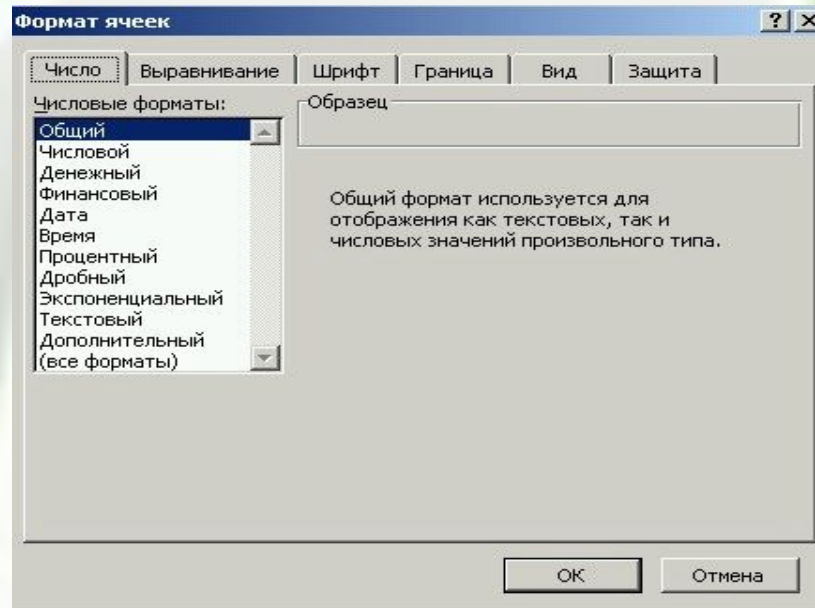 Формат ячеек
Число
Выравнивание
Шрифт
Граница
Вид
Защита
Числовые форматы:
Общий
Числовой
Денежный
Финансовый
Дата
Время
Процентный
Дробный
Экспоненциальный
Текстовый
Дополнительный
(все форматы)
Образец
Общий формат используется для
отображения как текстовых, так и
числовых значений произвольного типа.
ОК
Отмена